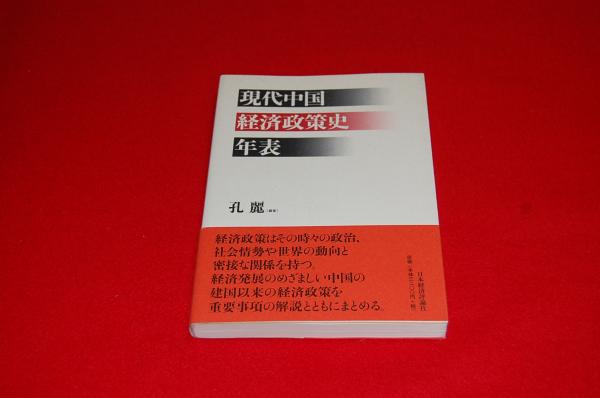 現代中国
経済政策史
年表
孔麗
経済政策はその時々の政治、
社会情勢や世界の動向と
密接な関係を持つ。
経済発展のめざましい中国の
建国以来の経済政策を
重要事項の解説とともにまとめる。
日本経済評論社